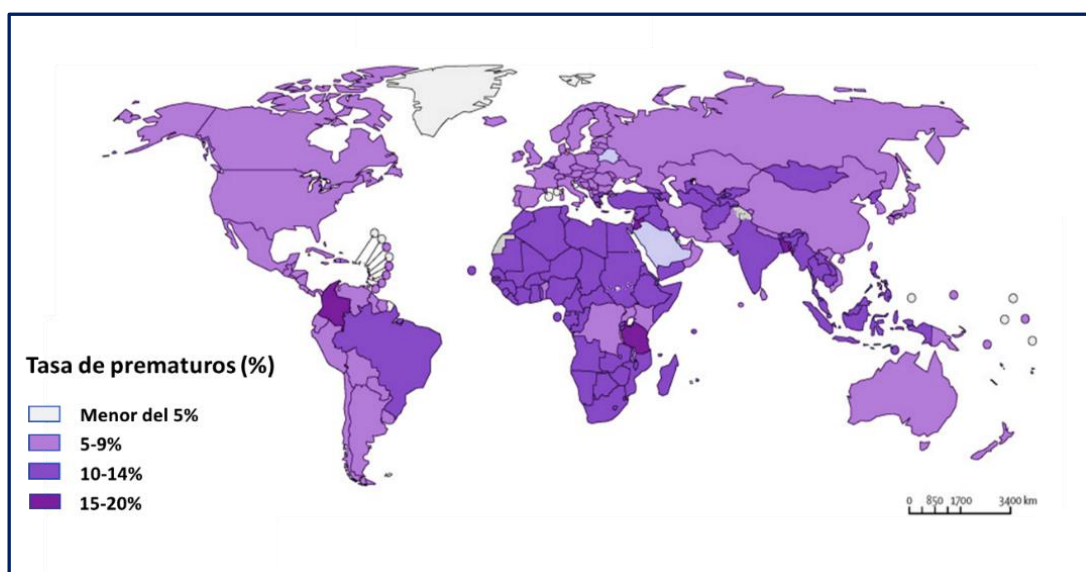 Tasa de prematuros (%)
Menor del 5%
5-9%
10-14%
15-20%
0 850 1700 3400 km